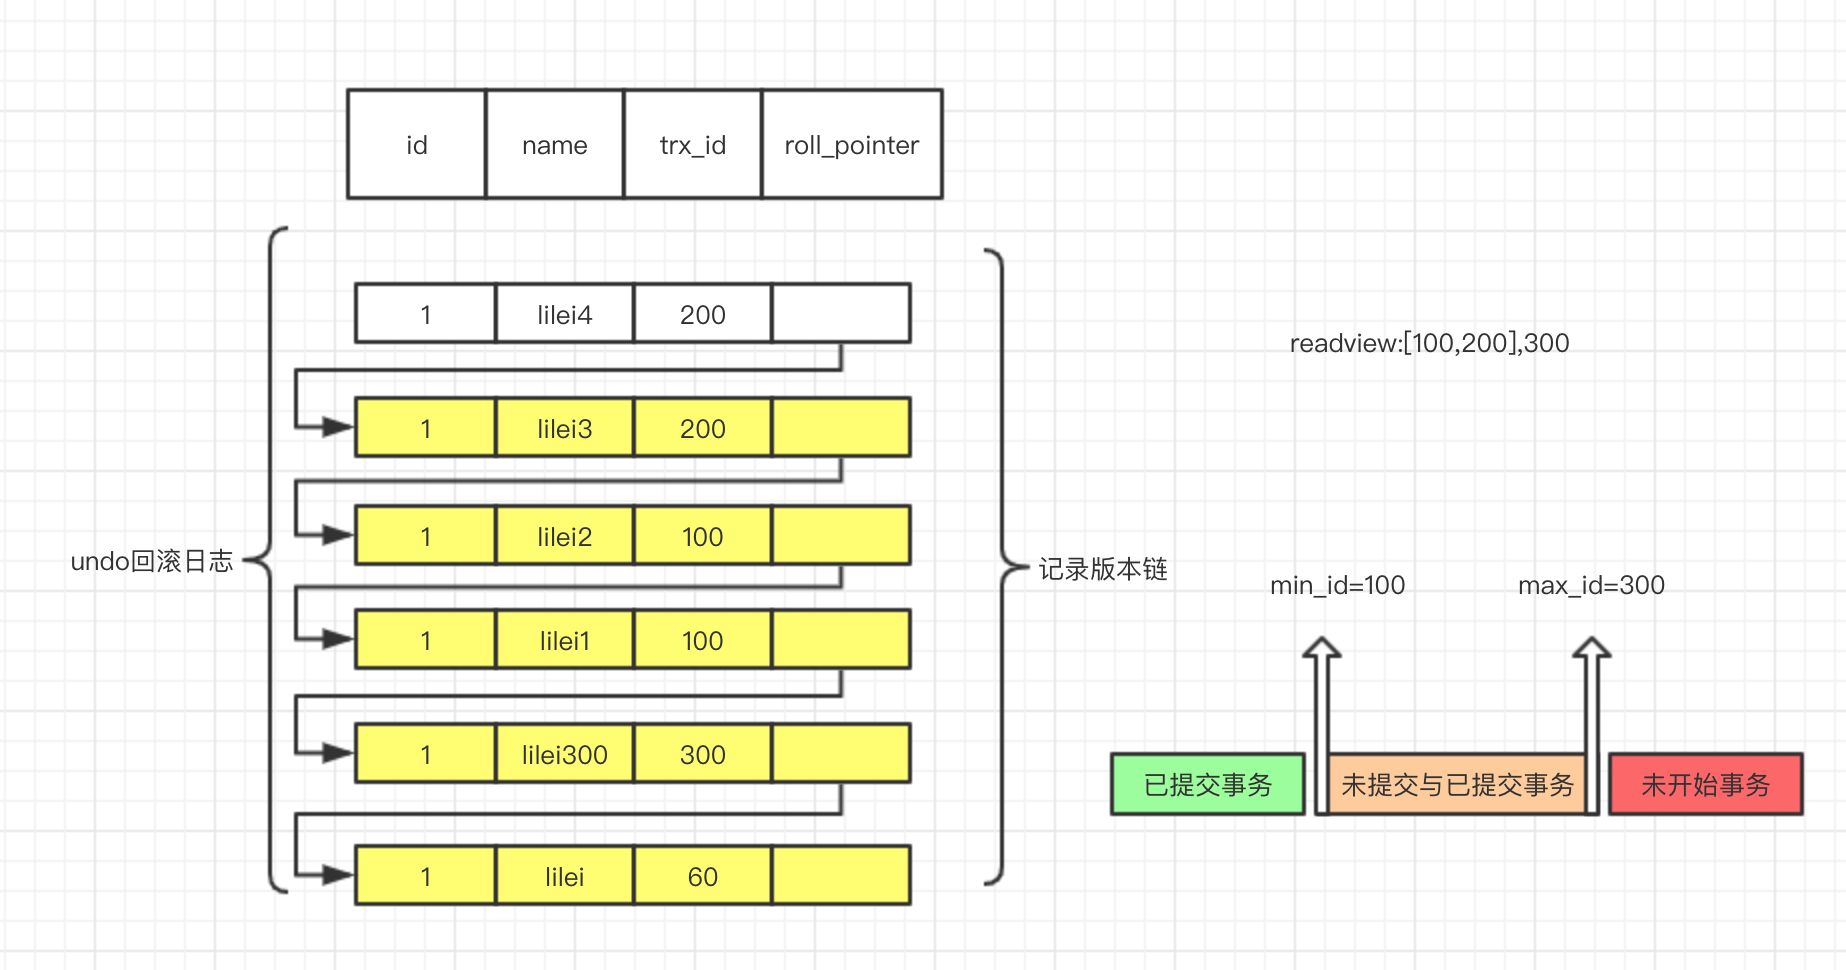 id name trx_id roll_pointer
1 lilei4 200
readview:[100,200],300
1 lilei3 200
1 lilei2 100
undo回滚日志
记录版本链
min_id=100 max_id=300
1 lilei1 100
1 lilei300 300
已提交事务 未提交与已提交事务 未开始事务
1 lilei 60